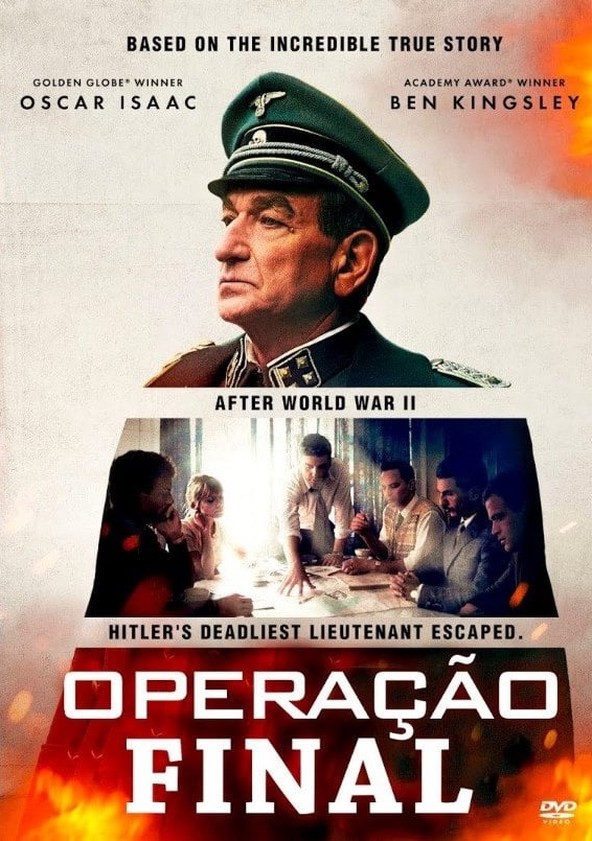 BASED ON THE INCREDIBLE TRUE STORY
GOLDEN GLOBE® WINNER
OSCAR ISAAC
ACADEMY AWARD® WINNER
BEN KINGSLEY
AFTER WORLD WAR II
HITLER'S DEADLIEST LIEUTENANT ESCAPED.
OPERAÇÃO
FINAL
DVD
VIDEO